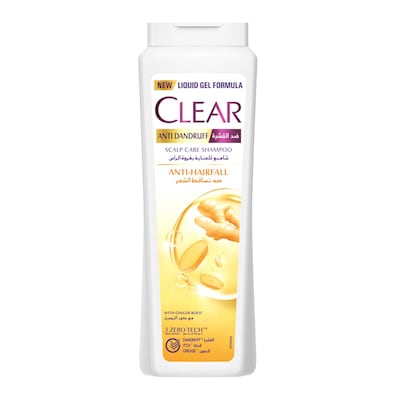 NEW LIQUID GEL FORMULA
CLEAR
ANTI DANDRUFF ضد القشرة
SCALP CARE SHAMPOO
شامبو للعناية بفروة الرأس
ANTI-HAIRFALL
ضد تساقط الشعر
WITH GINGER ROOT
مع جذور الزنجبيل
3 ZERO TECH™
DANDRUFF القشرة
ITCH الحكة
GREASE الدهون